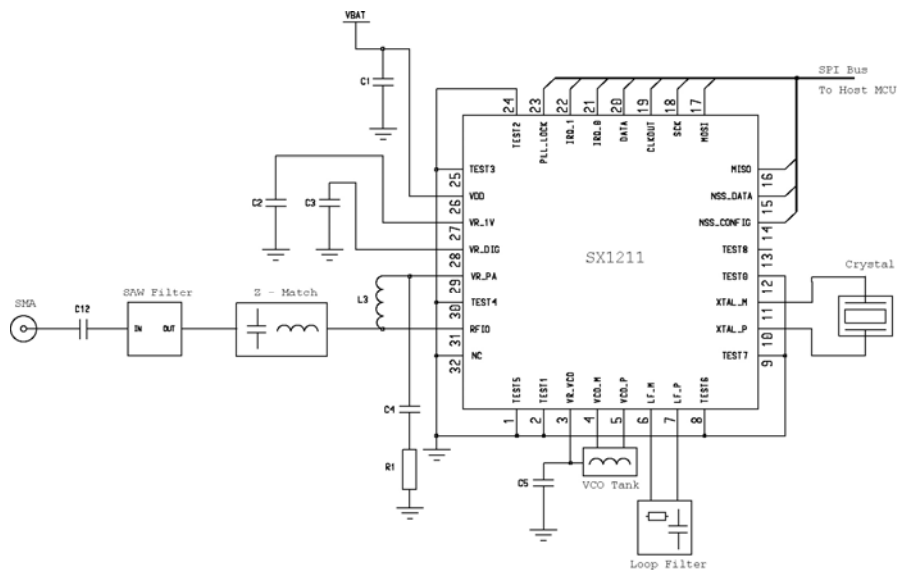 VBAT
C1
SPI Bus
To Host MCU
24
23
22
21
20
19
18
17
TEST2
PLL_LOCK
IRQ_1
IRQ_0
DATA
CLKOUT
SCK
MOSI
TEST3
25
MISO
16
VDD
26
NSS_DATA
15
C2
C3
VR_1V
27
NSS_CONFIG
14
VR_DIG
28
SX1211
TEST8
13
VR_PA
29
TEST0
12
Crystal
SMA
C12
SAW Filter
IN
OUT
Z - Match
L3
TEST4
30
XTAL_M
11
RFIO
31
XTAL_P
10
NC
32
TEST7
9
TEST5
TEST1
VR_VCO
VCO_M
VCO_P
LF_M
LF_P
TEST6
1
2
3
4
5
6
7
8
C4
R1
C5
VCO Tank
Loop Filter